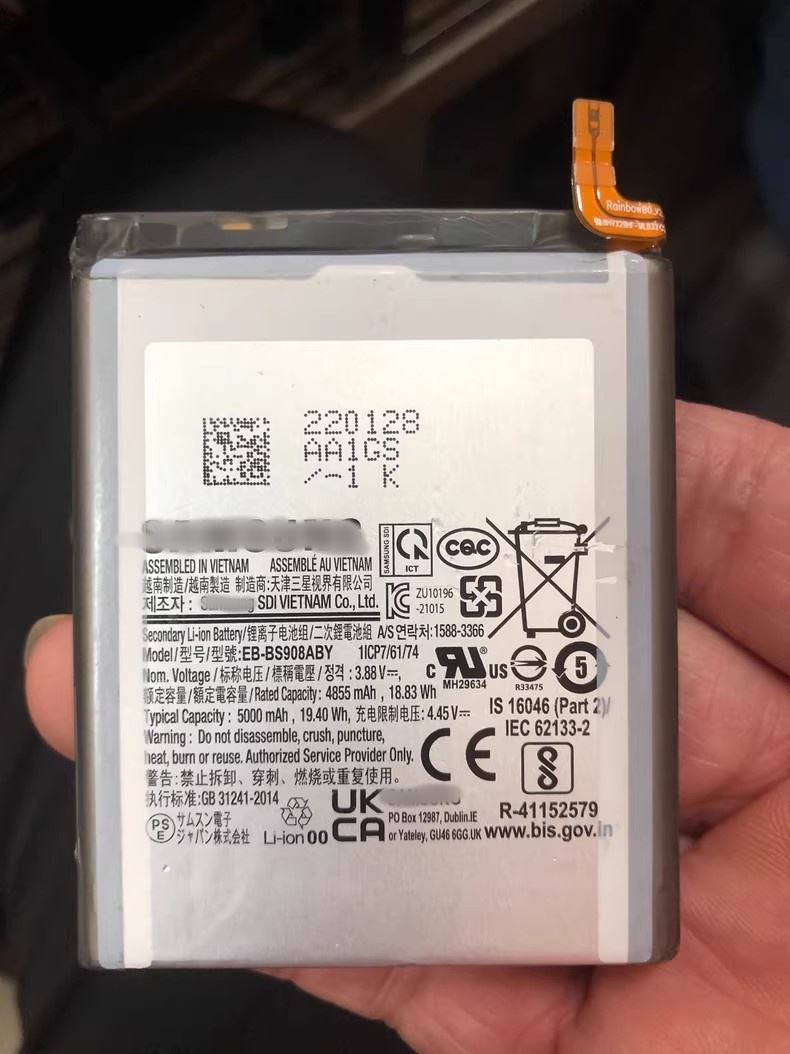 RainbowB0_V2
220128
AA1GS
/-1 K
ASSEMBLED IN VIETNAM ASSEMBLÉ AU VIETNAM
越南制造/越南製造 制造商:天津三星视界有限公司
제조자 : SDI VIETNAM Co., Ltd.
SAMSUNG SDI
ICT
CQC
ZU10196
-21015
Secondary Li-ion Battery/锂离子电池组/二次鋰電池組 A/S 연락처:1588-3366
Model/型号/型號:EB-BS908ABY 1ICP7/61/74
Nom. Voltage / 标称电压 / 標稱電壓 / 정격 : 3.88 V⎓,
额定容量 / 額定電容量 / Rated Capacity: 4855 mAh , 18.83 Wh
Typical Capacity : 5000 mAh , 19.40 Wh, 充电限制电压: 4.45 V⎓
Warning : Do not disassemble, crush, puncture,
heat, burn or reuse. Authorized Service Provider Only.
警告: 禁止拆卸、穿刺、燃烧或重复使用。
执行标准:GB 31241-2014
PS
E
サムスン電子
ジャパン株式会社
Li-ion 00
C RU US
MH29634
R33475
5
IS 16046 (Part 2)/
IEC 62133-2
CE
UK
CA
PO Box 12987, Dublin.IE
or Yateley, GU46 6GG.UK
R-41152579
www.bis.gov.in